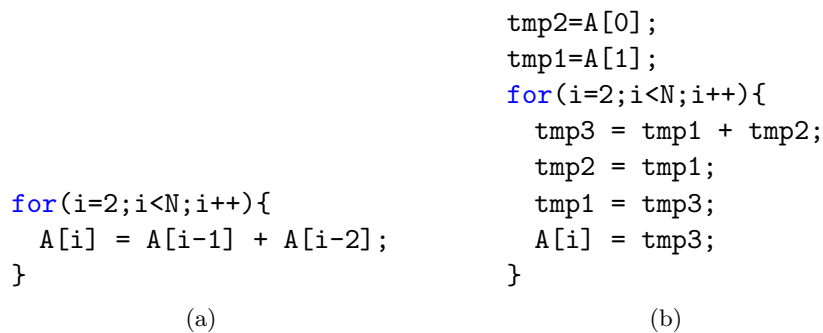 for(i=2;i<N;i++){
  A[i] = A[i-1] + A[i-2];
}
(a)
tmp2=A[0];
tmp1=A[1];
for(i=2;i<N;i++){
  tmp3 = tmp1 + tmp2;
  tmp2 = tmp1;
  tmp1 = tmp3;
  A[i] = tmp3;
}
(b)